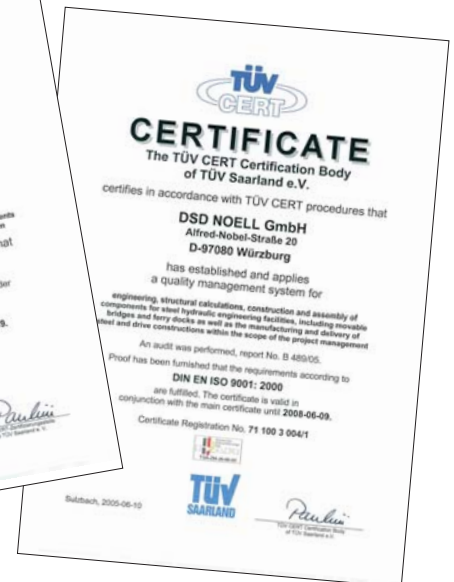 TÜV
CERT
CERTIFICATE
The TÜV CERT Certification Body
of TÜV Saarland e.V.
certifies in accordance with TÜV CERT procedures that
DSD NOELL GmbH
Alfred-Nobel-Straße 20
D-97080 Würzburg
has established and applies
a quality management system for
engineering, structural calculations, construction and assembly of
components for steel hydraulic engineering facilities, including movable
bridges and ferry docks as well as the manufacturing and delivery of
steel and drive constructions within the scope of the project management
An audit was performed, report No. B 489/05.
Proof has been furnished that the requirements according to
DIN EN ISO 9001: 2000
are fulfilled. The certificate is valid in
conjunction with the main certificate until 2008-06-09.
Certificate Registration No. 71 100 3 004/1
TÜV
SAARLAND
Sulzbach, 2005-06-10
TÜV CERT Certification Body
of TÜV Saarland e.V.